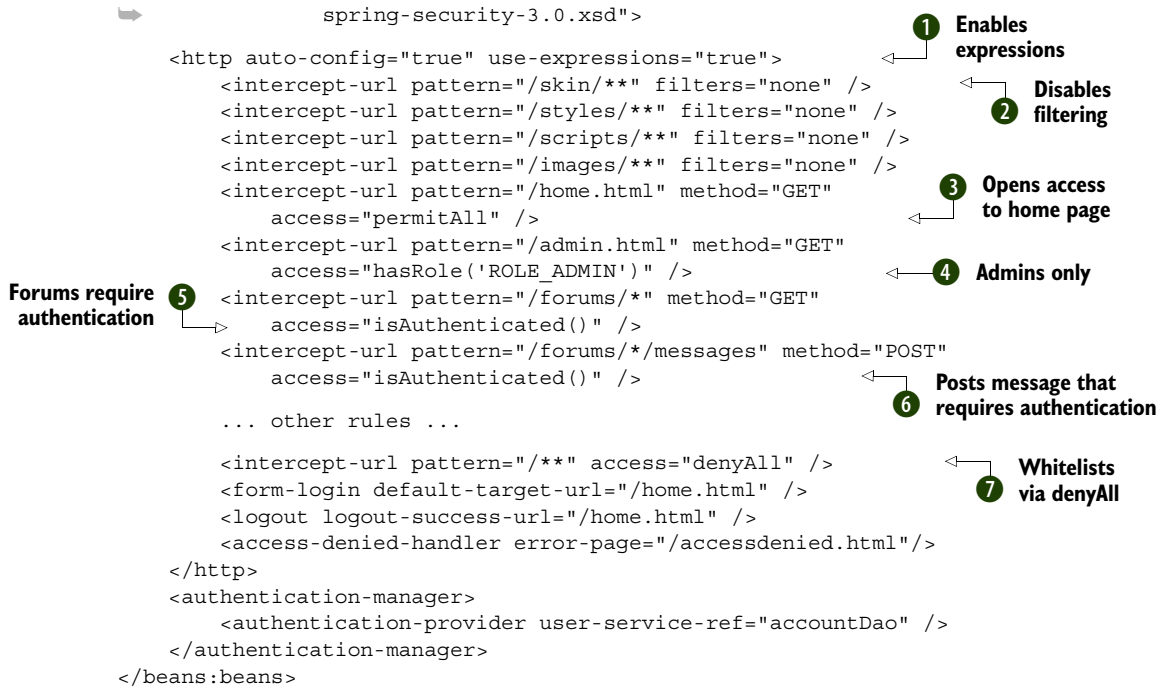 spring-security-3.0.xsd">
<http auto-config="true" use-expressions="true">
1 Enables
expressions
<intercept-url pattern="/skin/**" filters="none" />
2 Disables
filtering
<intercept-url pattern="/styles/**" filters="none" />
<intercept-url pattern="/scripts/**" filters="none" />
<intercept-url pattern="/images/**" filters="none" />
<intercept-url pattern="/home.html" method="GET"
access="permitAll" />
3 Opens access
to home page
<intercept-url pattern="/admin.html" method="GET"
access="hasRole('ROLE_ADMIN')" />
4 Admins only
Forums require
authentication 5
<intercept-url pattern="/forums/*" method="GET"
access="isAuthenticated()" />
<intercept-url pattern="/forums/*/messages" method="POST"
access="isAuthenticated()" />
6 Posts message that
requires authentication
... other rules ...
<intercept-url pattern="/**" access="denyAll" />
7 Whitelists
via denyAll
<form-login default-target-url="/home.html" />
<logout logout-success-url="/home.html" />
<access-denied-handler error-page="/accessdenied.html"/>
</http>
<authentication-manager>
<authentication-provider user-service-ref="accountDao" />
</authentication-manager>
</beans:beans>